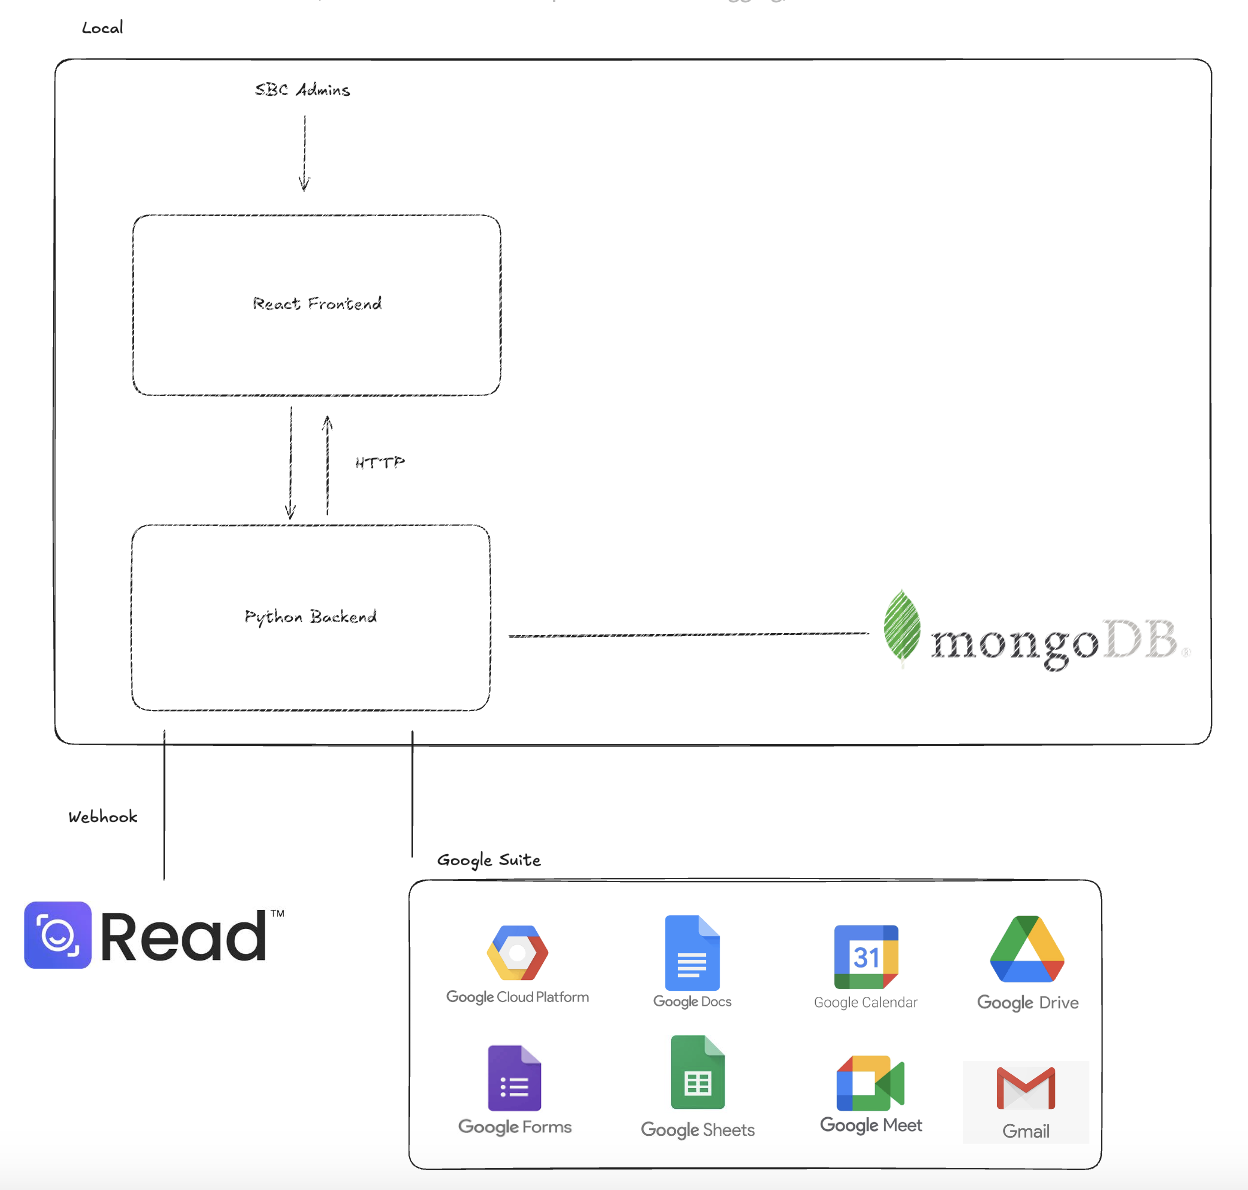 Local
SBC Admins
React Frontend
HTTP
Python Backend
mongoDB®
Webhook
Google Suite
Read™
Google Cloud Platform
Google Docs
31
Google Calendar
Google Drive
Google Forms
Google Sheets
Google Meet
Gmail